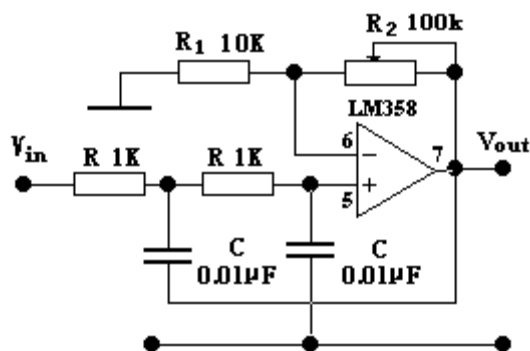 R1 10K
R2 100k
LM358
Vin
R 1K
R 1K
6
7
Vout
−
+
5
C
0.01µF
C
0.01µF